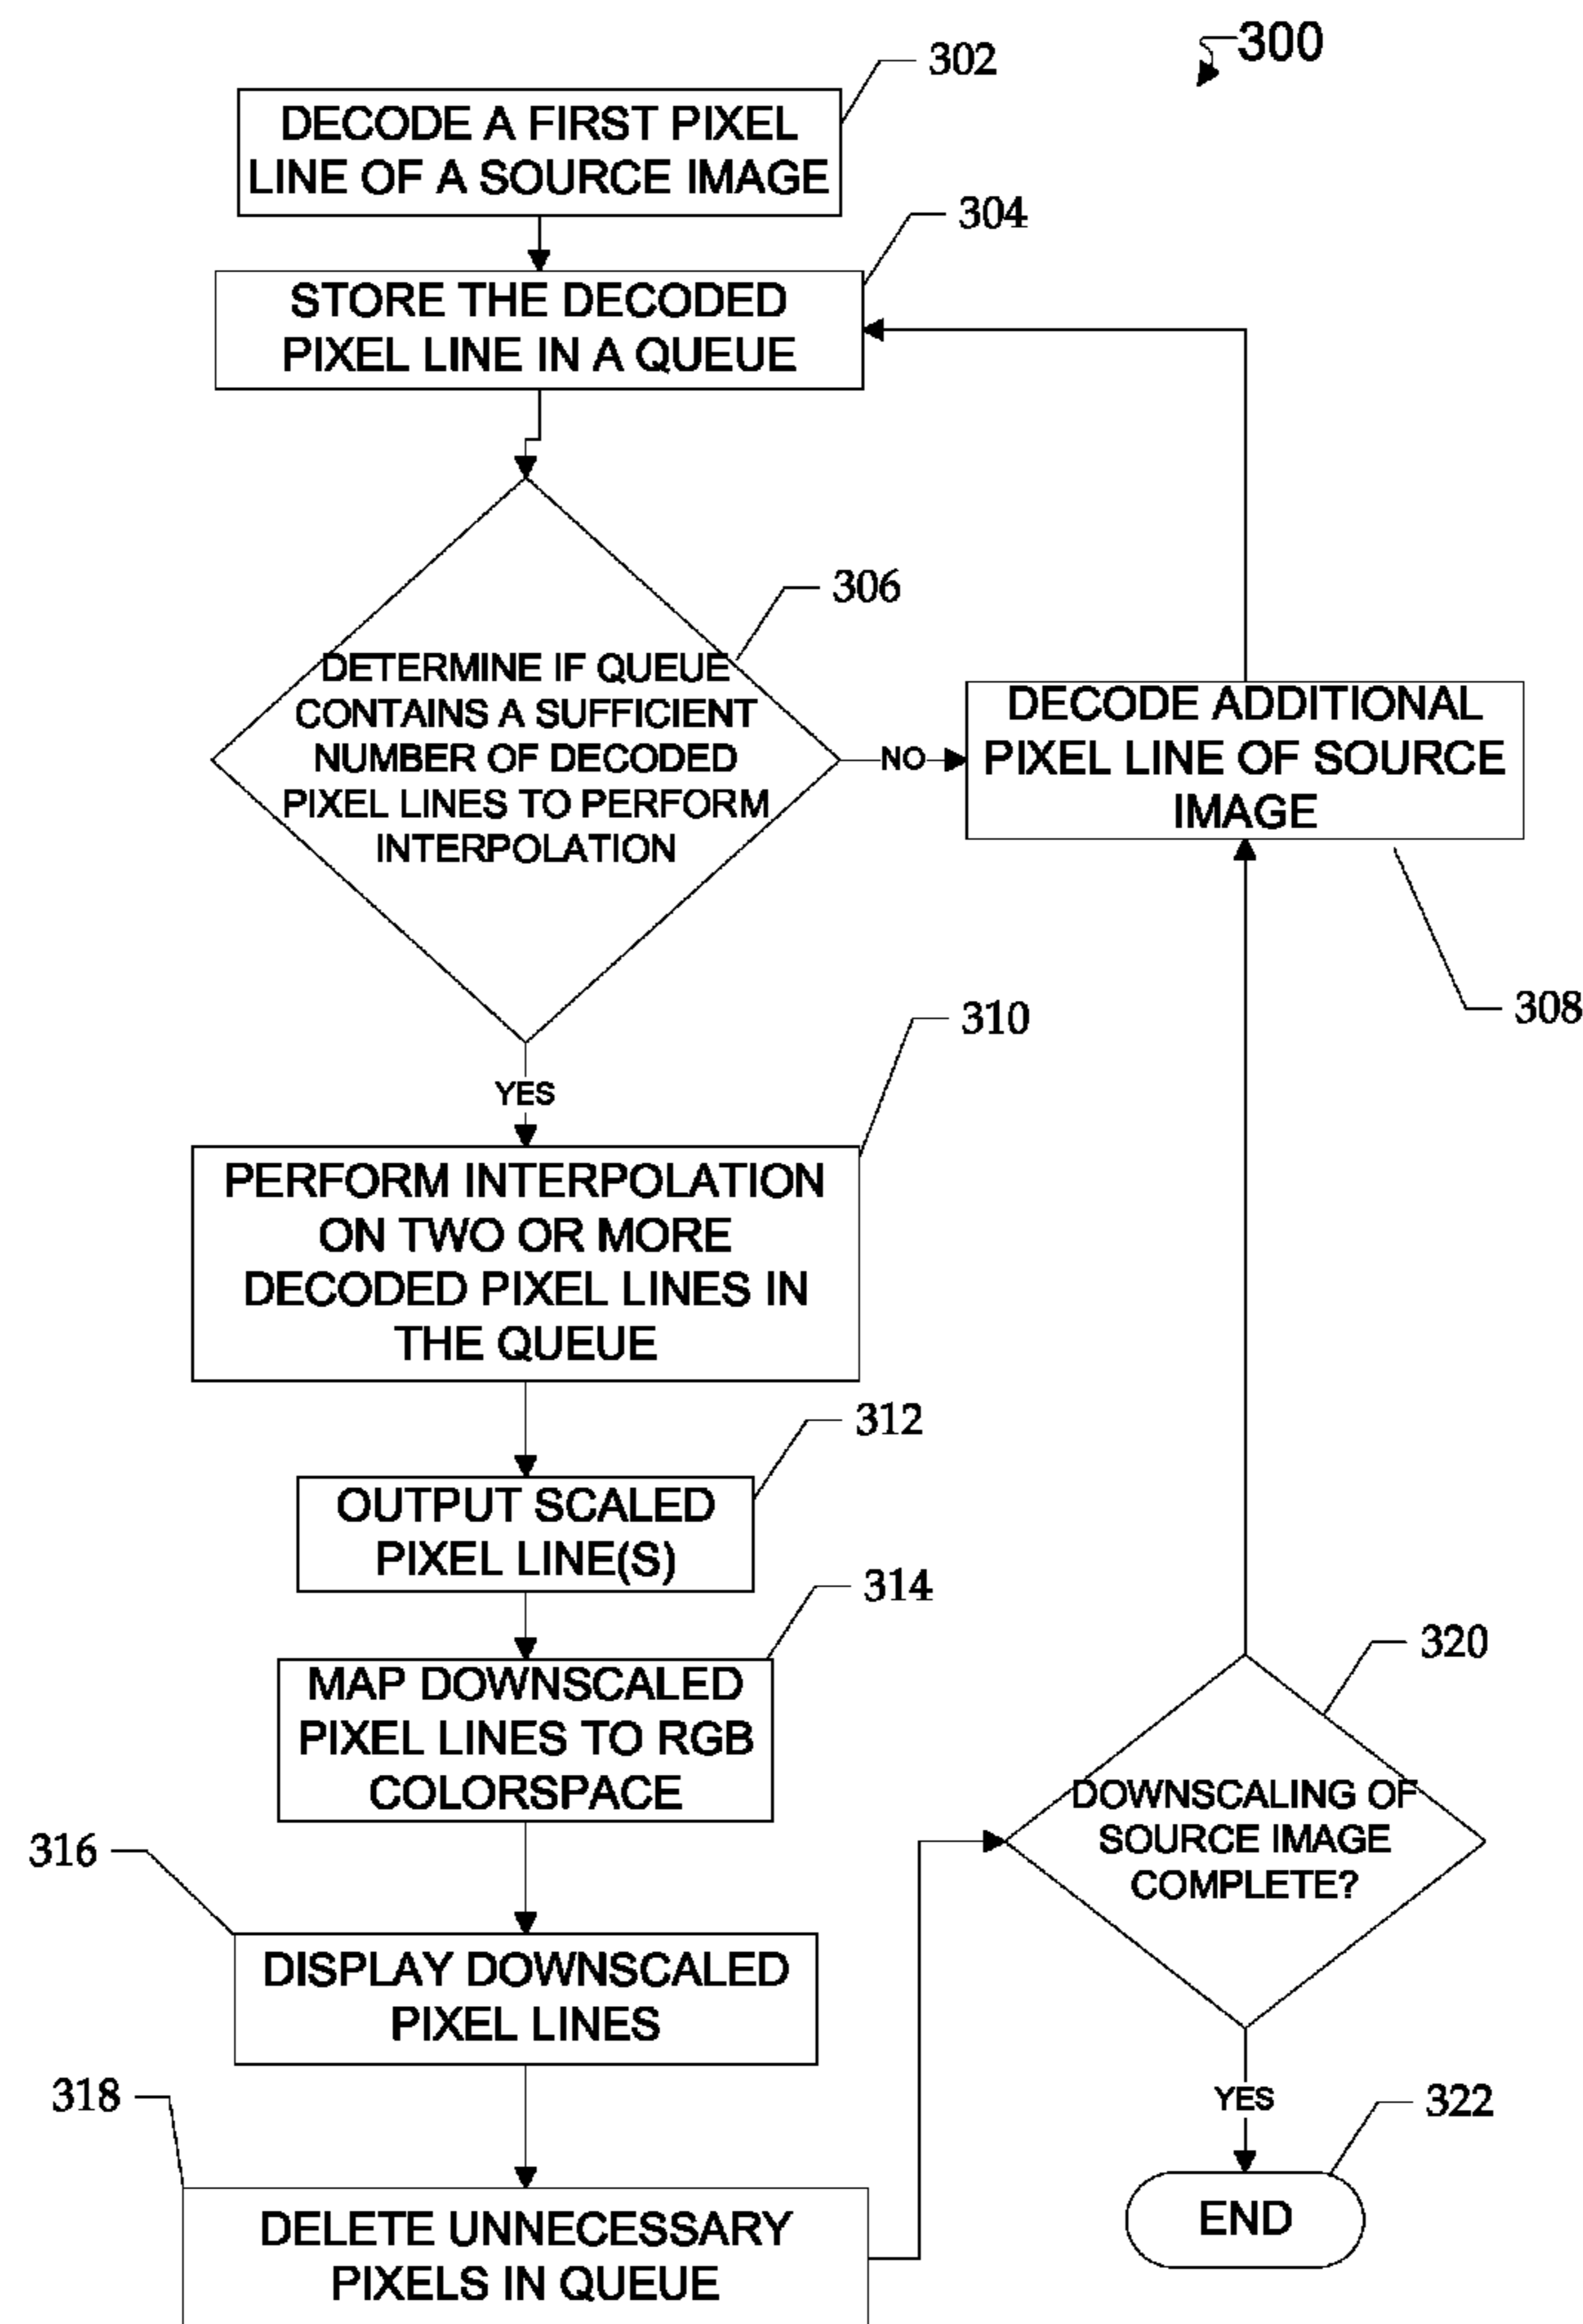 300
302
DECODE A FIRST PIXEL
LINE OF A SOURCE IMAGE
304
STORE THE DECODED
PIXEL LINE IN A QUEUE
306
DETERMINE IF QUEUE
CONTAINS A SUFFICIENT
NUMBER OF DECODED
PIXEL LINES TO PERFORM
INTERPOLATION
NO
DECODE ADDITIONAL
PIXEL LINE OF SOURCE
IMAGE
308
YES
310
PERFORM INTERPOLATION
ON TWO OR MORE
DECODED PIXEL LINES IN
THE QUEUE
312
OUTPUT SCALED
PIXEL LINE(S)
314
MAP DOWNSCALED
PIXEL LINES TO RGB
COLORSPACE
316
DISPLAY DOWNSCALED
PIXEL LINES
318
DELETE UNNECESSARY
PIXELS IN QUEUE
320
DOWNSCALING OF
SOURCE IMAGE
COMPLETE?
YES
322
END